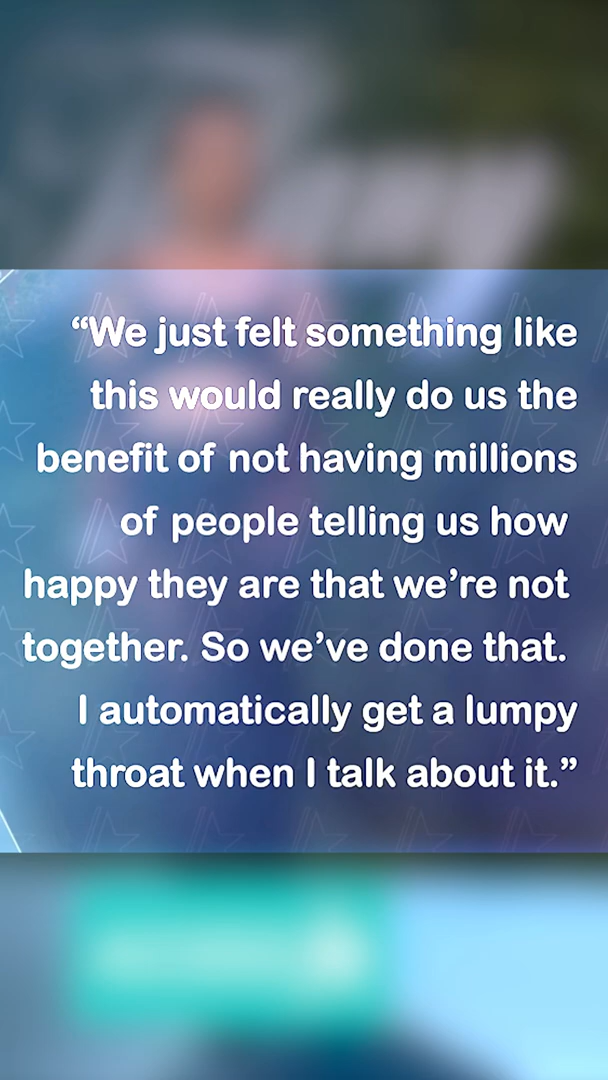 “We just felt something like
this would really do us the
benefit of not having millions
of people telling us how
happy they are that we’re not
together. So we’ve done that.
I automatically get a lumpy
throat when I talk about it.”